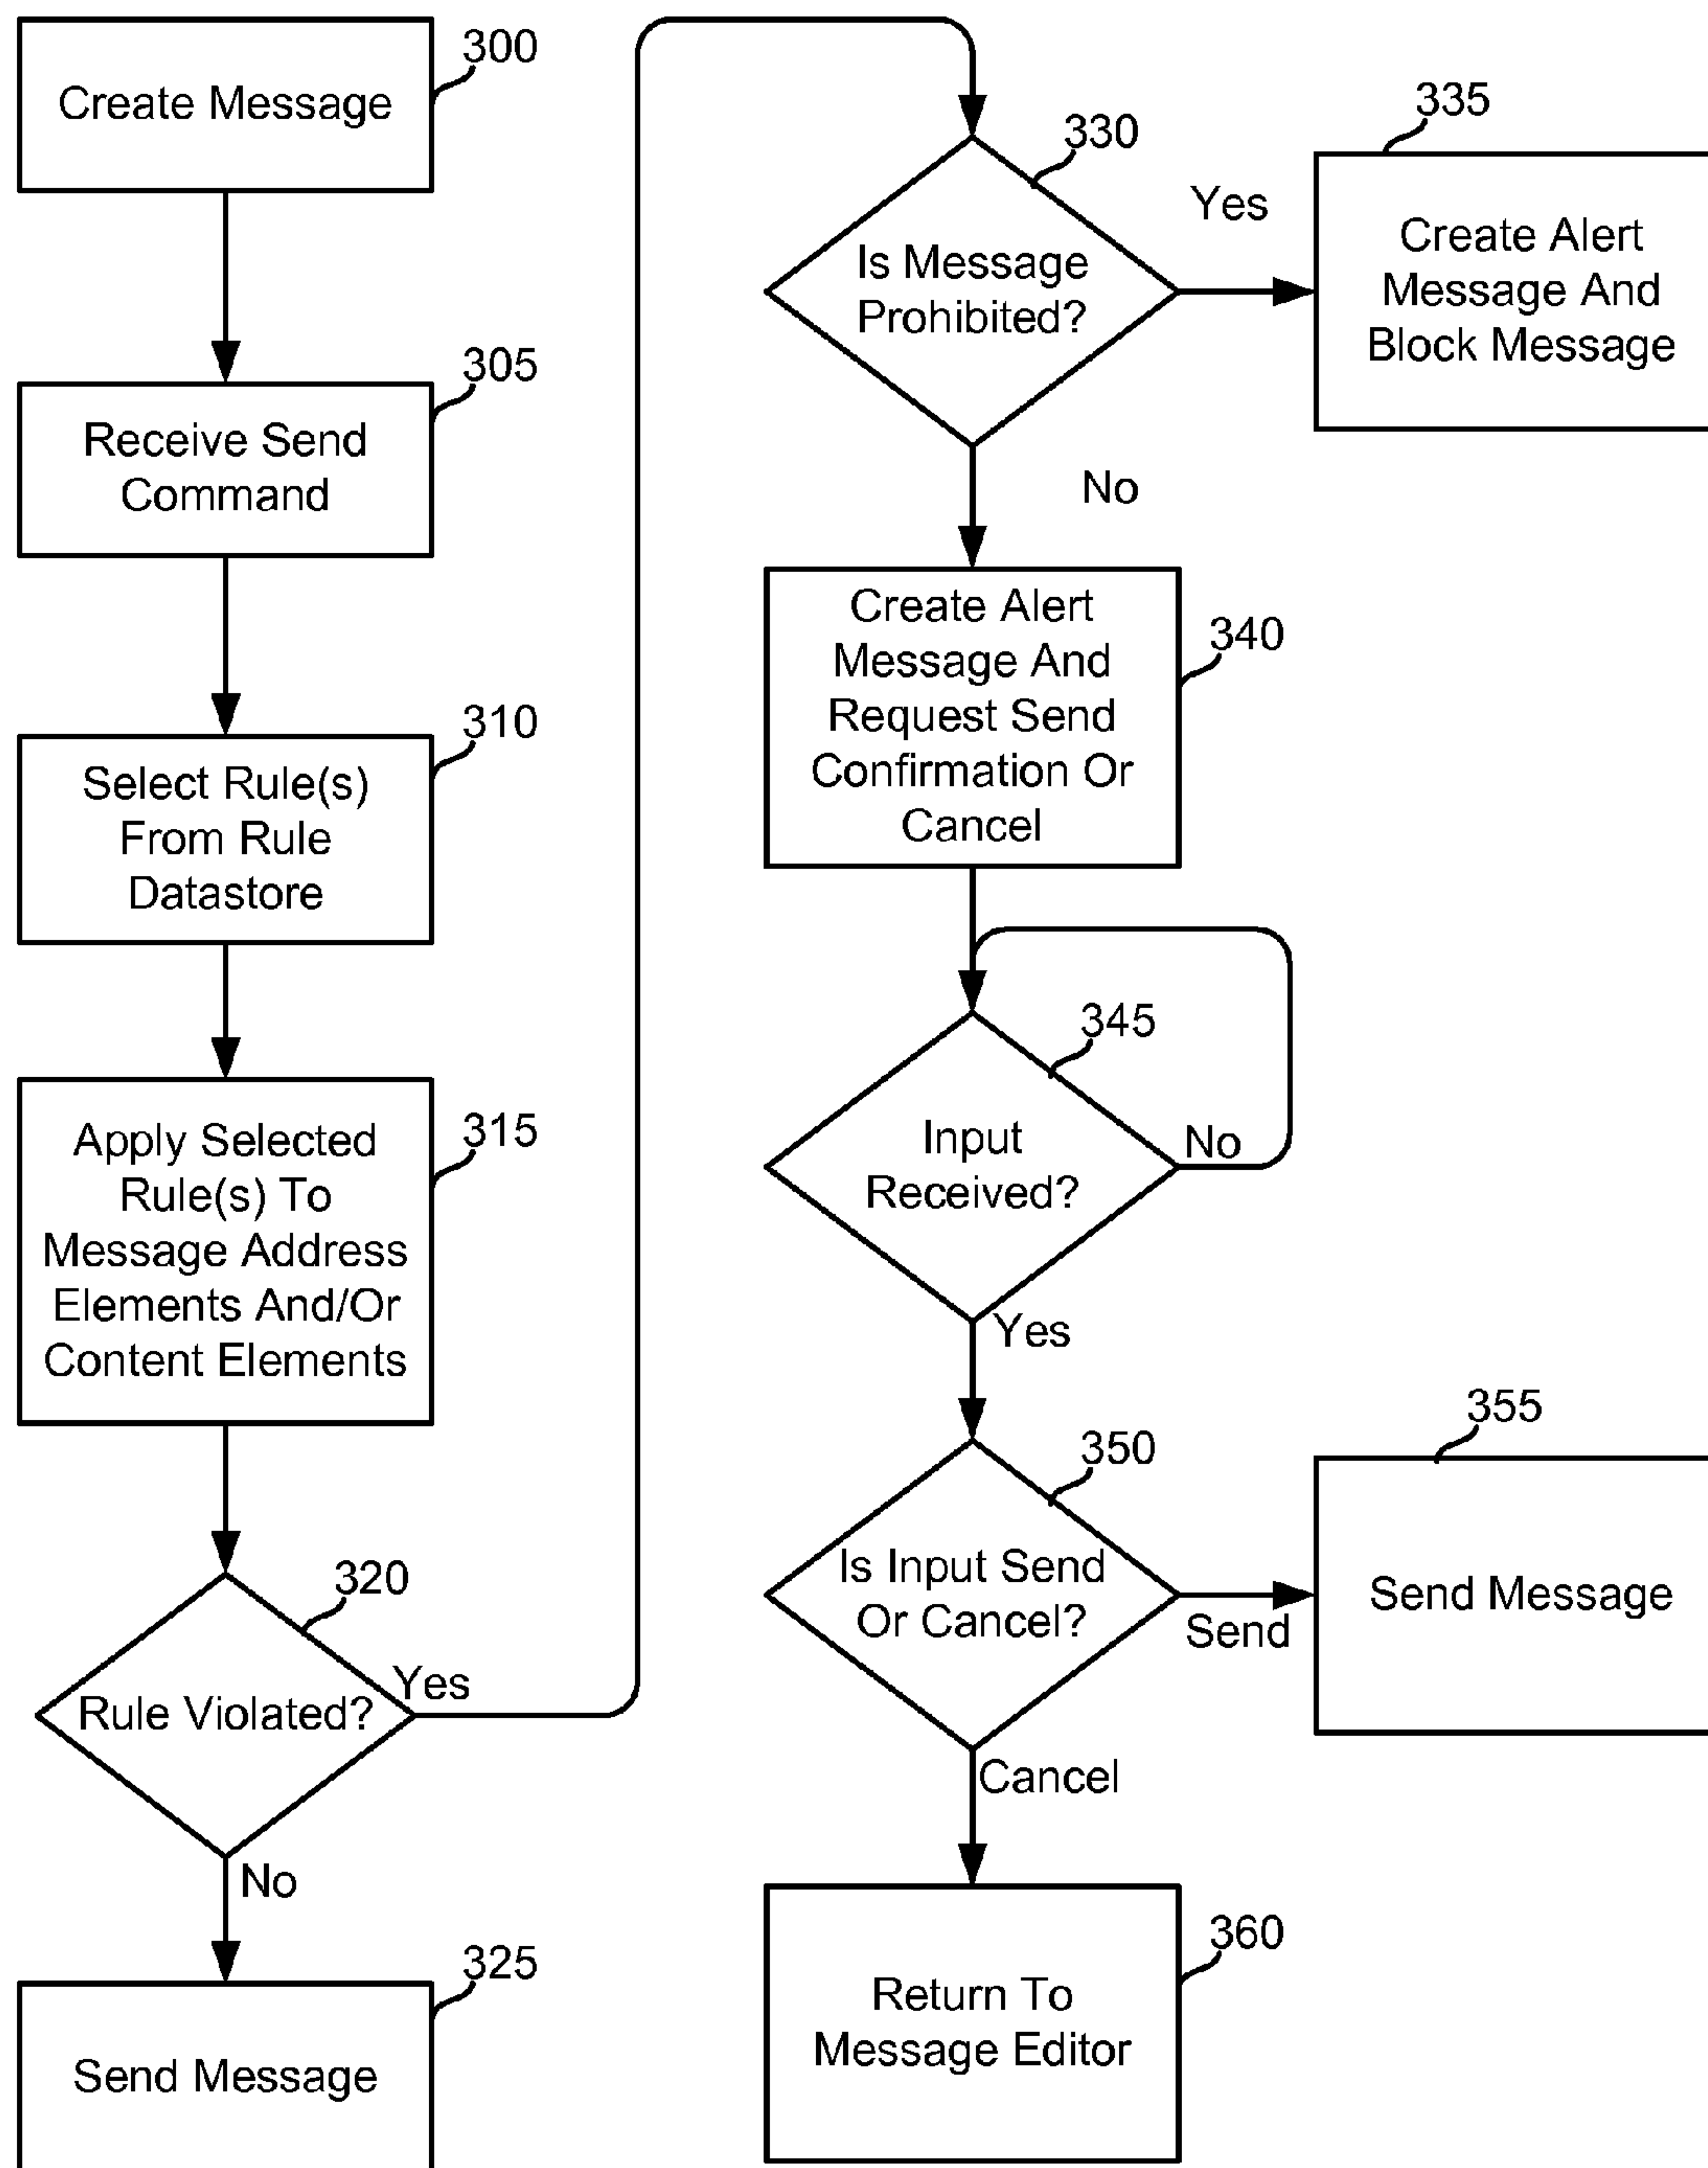 300
Create Message
305
Receive Send
Command
310
Select Rule(s)
From Rule
Datastore
315
Apply Selected
Rule(s) To
Message Address
Elements And/Or
Content Elements
320
Rule Violated?
Yes
No
325
Send Message
330
Is Message
Prohibited?
Yes
335
Create Alert
Message And
Block Message
No
340
Create Alert
Message And
Request Send
Confirmation Or
Cancel
345
Input
Received?
No
Yes
350
Is Input Send
Or Cancel?
Send
355
Send Message
Cancel
360
Return To
Message Editor